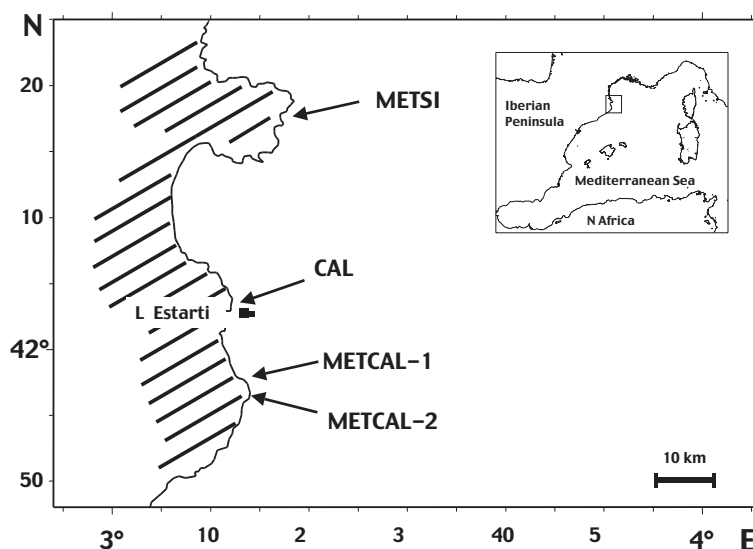 N
20
METSI
Iberian
Peninsula
Mediterranean Sea
N Africa
10
CAL
L Estarti
42°
METCAL-1
METCAL-2
10 km
50
3° 10 2 3 40 5 4° E